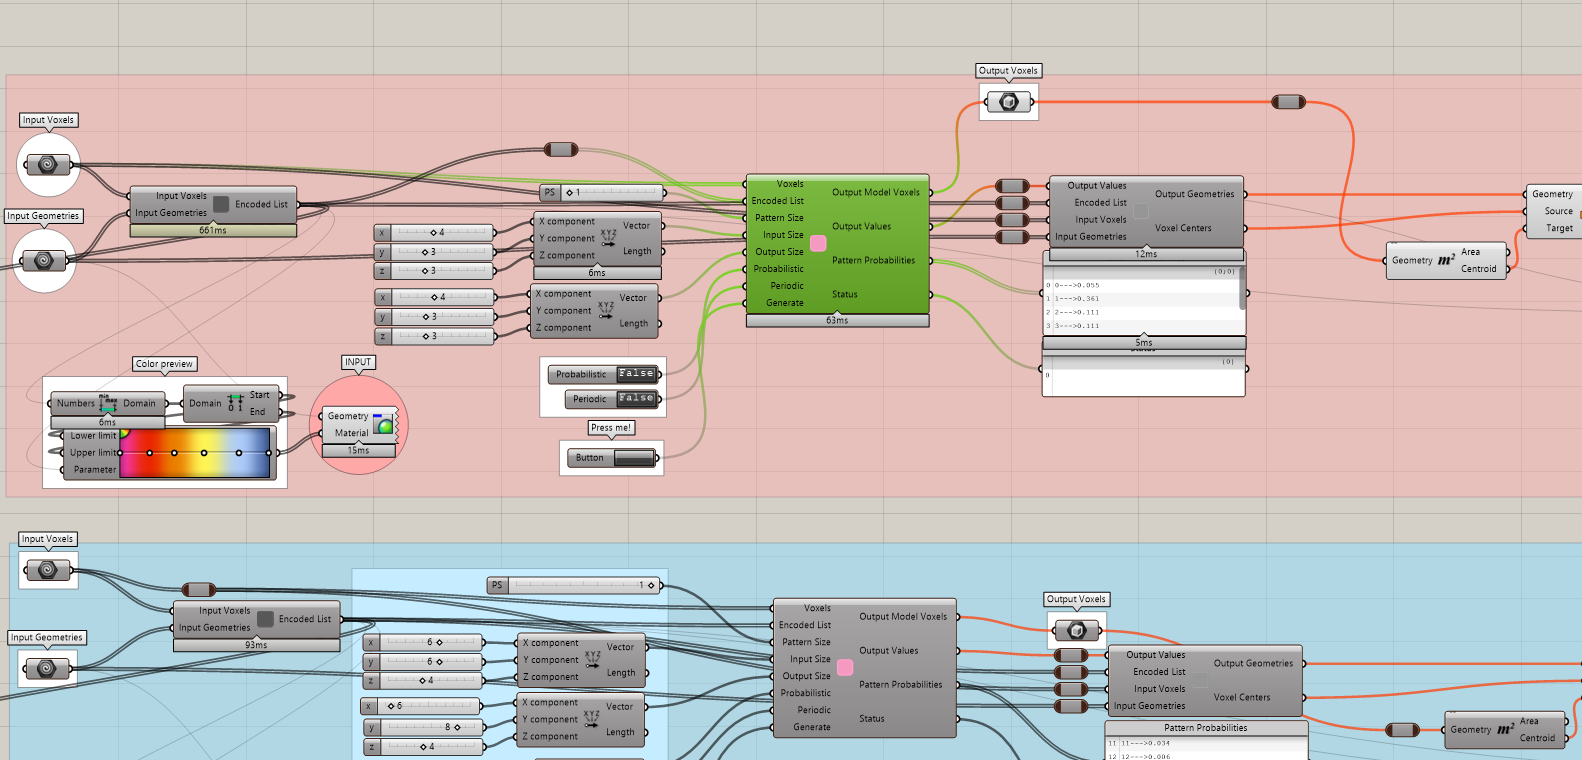 Output Voxels
Input Voxels
Input Geometries
Input Voxels
Input Geometries
Encoded List
661ms
PS
1
x
4
y
3
z
3
X component
Y component
Z component
Vector
Length
6ms
x
4
y
3
z
3
X component
Y component
Z component
Vector
Length
Voxels
Encoded List
Pattern Size
Input Size
Output Size
Probabilistic
Periodic
Generate
Output Model Voxels
Output Values
Pattern Probabilities
Status
63ms
Output Values
Encoded List
Input Voxels
Input Geometries
Output Geometries
Voxel Centers
12ms
{0;0}
0 0--->0.055
1 1--->0.361
2 2--->0.111
3 3--->0.111
5ms
{0}
0
Geometry
Area
Centroid
m²
Geometry
Source
Target
Color preview
Numbers
min
max
Domain
6ms
Domain
0 1
Start
End
Lower limit
Upper limit
Parameter
INPUT
Geometry
Material
15ms
Probabilistic
False
Periodic
False
Press me!
Button
Input Voxels
Input Geometries
Input Voxels
Input Geometries
Encoded List
93ms
PS
1
x
6
y
6
z
4
X component
Y component
Z component
Vector
Length
x
6
y
8
z
4
X component
Y component
Z component
Vector
Length
Voxels
Encoded List
Pattern Size
Input Size
Output Size
Probabilistic
Periodic
Generate
Output Model Voxels
Output Values
Pattern Probabilities
Status
Output Voxels
Output Values
Encoded List
Input Voxels
Input Geometries
Output Geometries
Voxel Centers
Pattern Probabilities
11 11--->0.034
12 12--->0.006
Geometry
m²
Area
Centroid